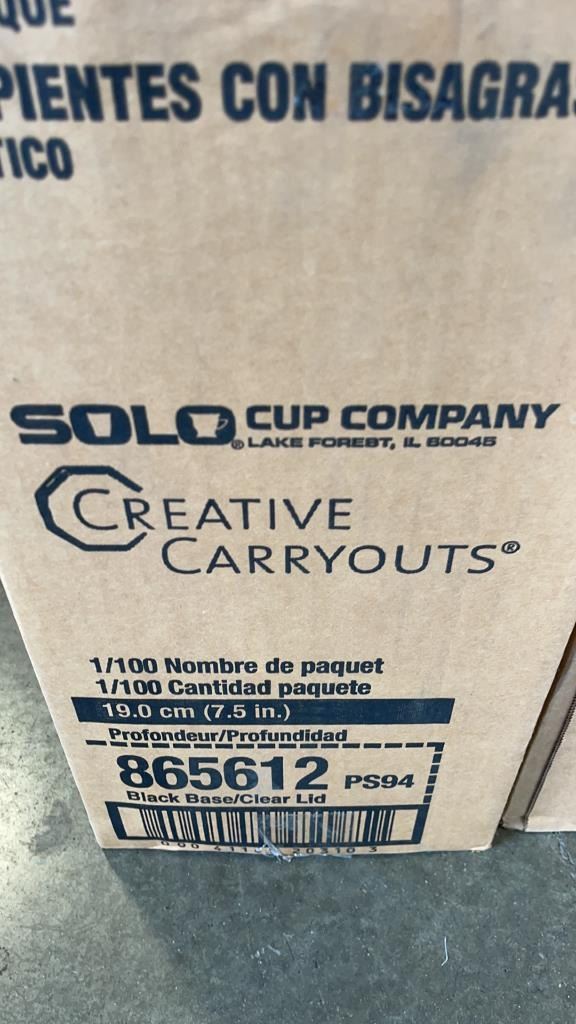 QUE
PIENTES CON BISAGRA
TICO
SOLO® CUP COMPANY
LAKE FOREST, IL 60045
CREATIVE
CARRYOUTS®
1/100 Nombre de paquet
1/100 Cantidad paquete
19.0 cm (7.5 in.)
Profondeur/Profundidad
865612 PS94
Black Base/Clear Lid